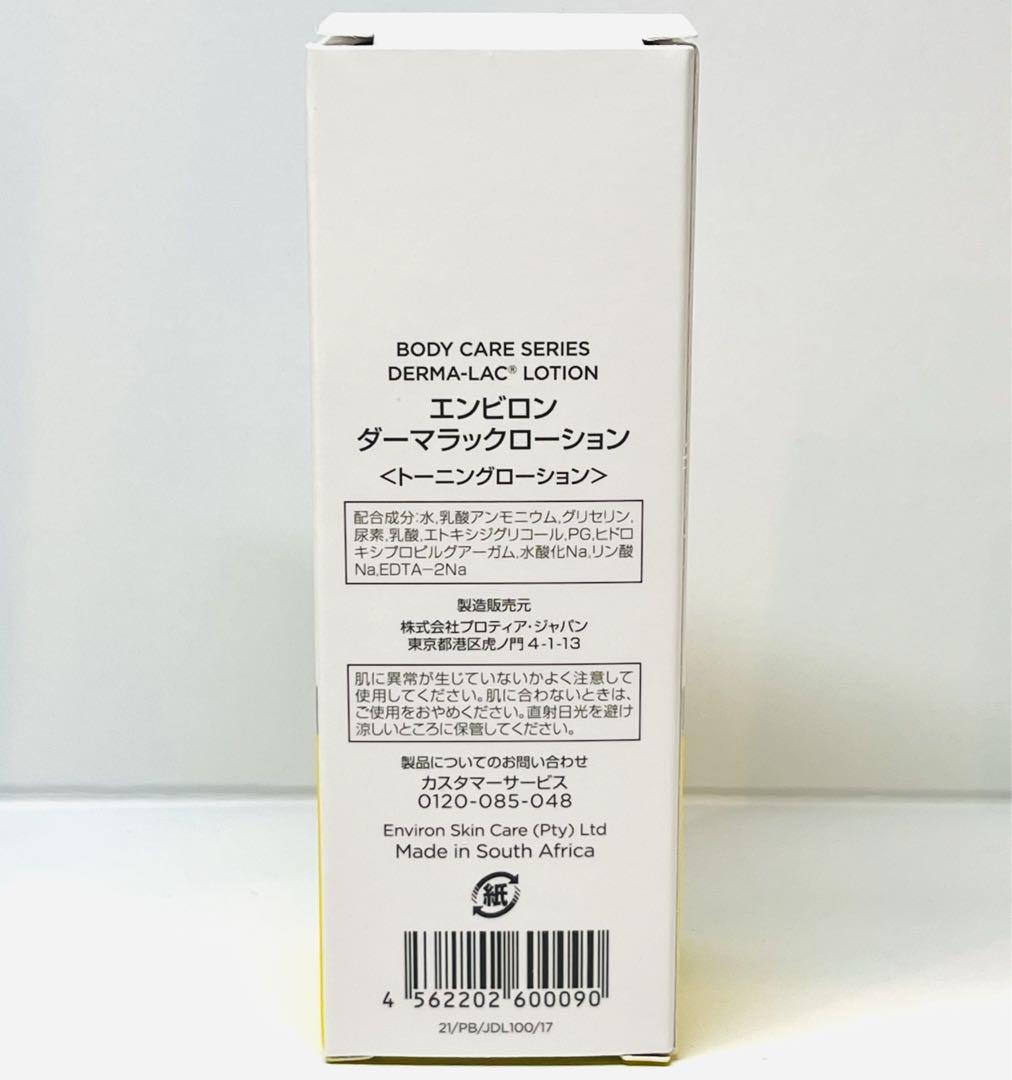 BODY CARE SERIES
DERMA-LAC® LOTION
エンビロン
ダーマラックローション
<トーニングローション>
配合成分:水,乳酸アンモニウム,グリセリン,
尿素,乳酸,エトキシジグリコール,PG,ヒドロ
キシプロピルグアーガム,水酸化Na,リン酸
Na,EDTA-2Na
製造販売元
株式会社プロティア・ジャパン
東京都港区虎ノ門4-1-13
肌に異常が生じていないかよく注意して
使用してください。肌に合わないときは、
ご使用をおやめください。直射日光を避け
涼しいところに保管してください。
製品についてのお問い合わせ
カスタマーサービス
0120-085-048
Environ Skin Care (Pty) Ltd
Made in South Africa
紙
4 562202 600090
21/PB/JDL100/17